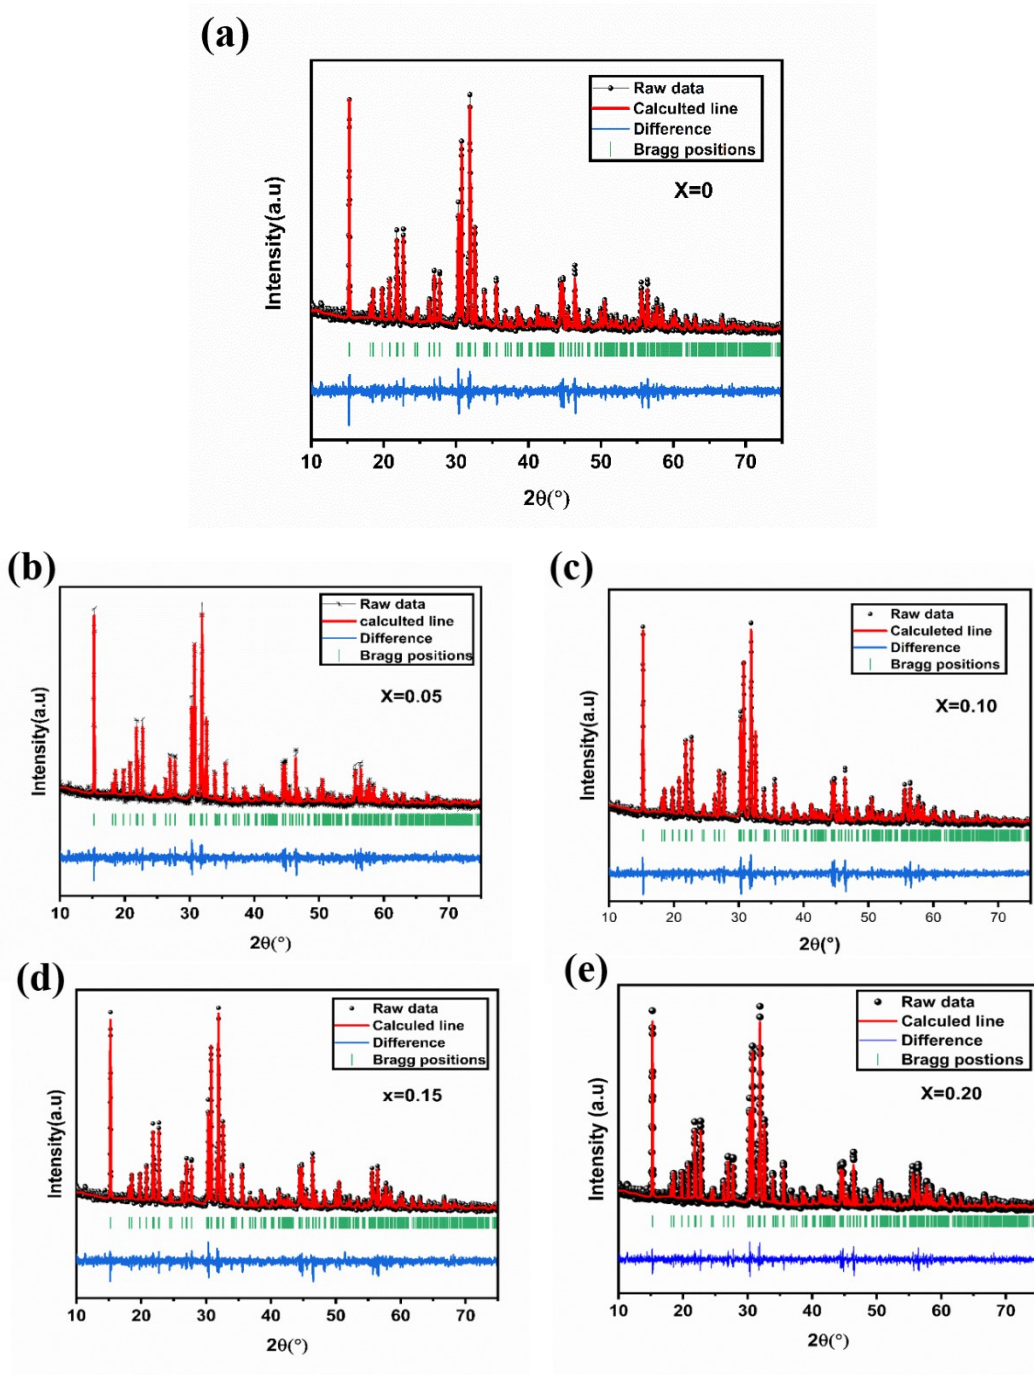 (a)
Raw data
Calculted line
Difference
Bragg positions
X=0
Intensity(a.u)
10 20 30 40 50 60 70
2θ(°)
(b)
Raw data
calculted line
Difference
Bragg positions
X=0.05
Intensity(a.u)
10 20 30 40 50 60 70
2θ(°)
(c)
Raw data
Calculeted line
Difference
Bragg positions
X=0.10
Intensity(a.u)
10 20 30 40 50 60 70
2θ(°)
(d)
Raw data
Calculed line
Difference
Bragg postions
x=0.15
Intensity(a.u)
10 20 30 40 50 60 70
2θ(°)
(e)
Raw data
Calculed line
Difference
Bragg postions
X=0.20
Intensity (a.u)
10 20 30 40 50 60 70
2θ(°)